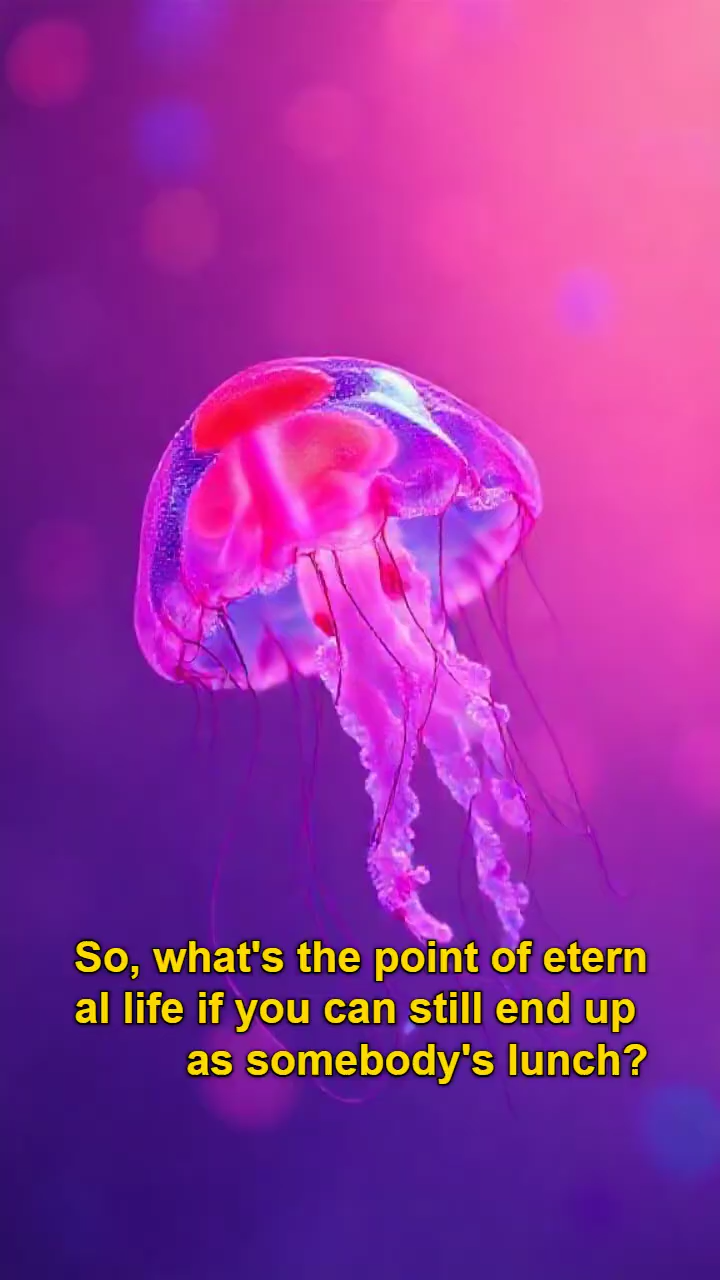 So, what's the point of etern
al life if you can still end up
as somebody's lunch?